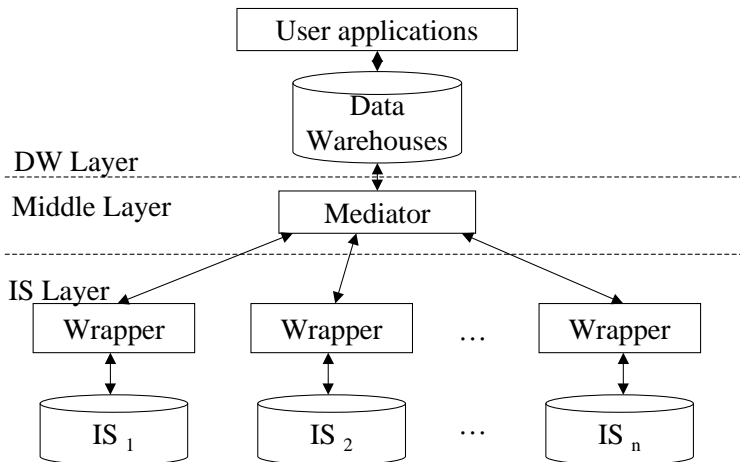 User applications
Data
Warehouses
DW Layer
Middle Layer
Mediator
IS Layer
Wrapper Wrapper … Wrapper
IS 1 IS 2 … IS n